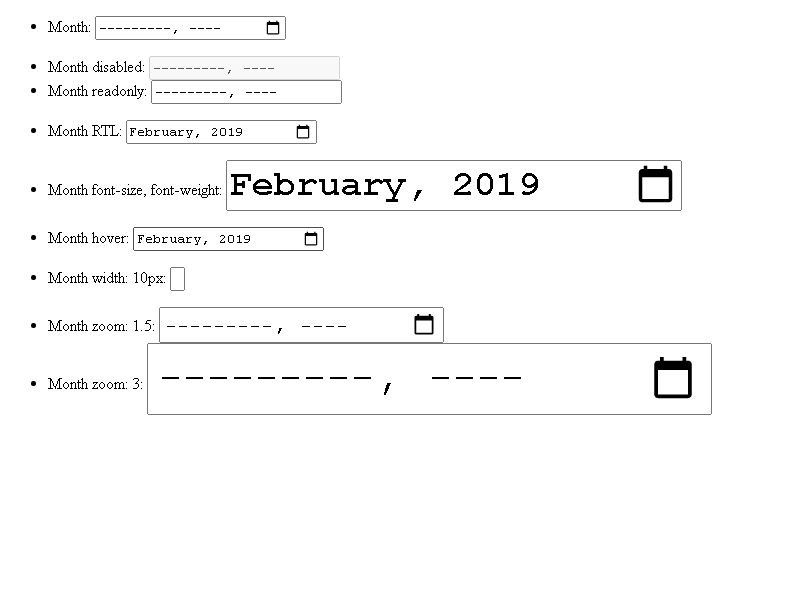 Month: ---------, ----
Month disabled: ---------, ----
Month readonly: ---------, ----
Month RTL: February, 2019
Month font-size, font-weight: February, 2019
Month hover: February, 2019
Month width: 10px:
Month zoom: 1.5: ---------, ----
Month zoom: 3: ---------, ----